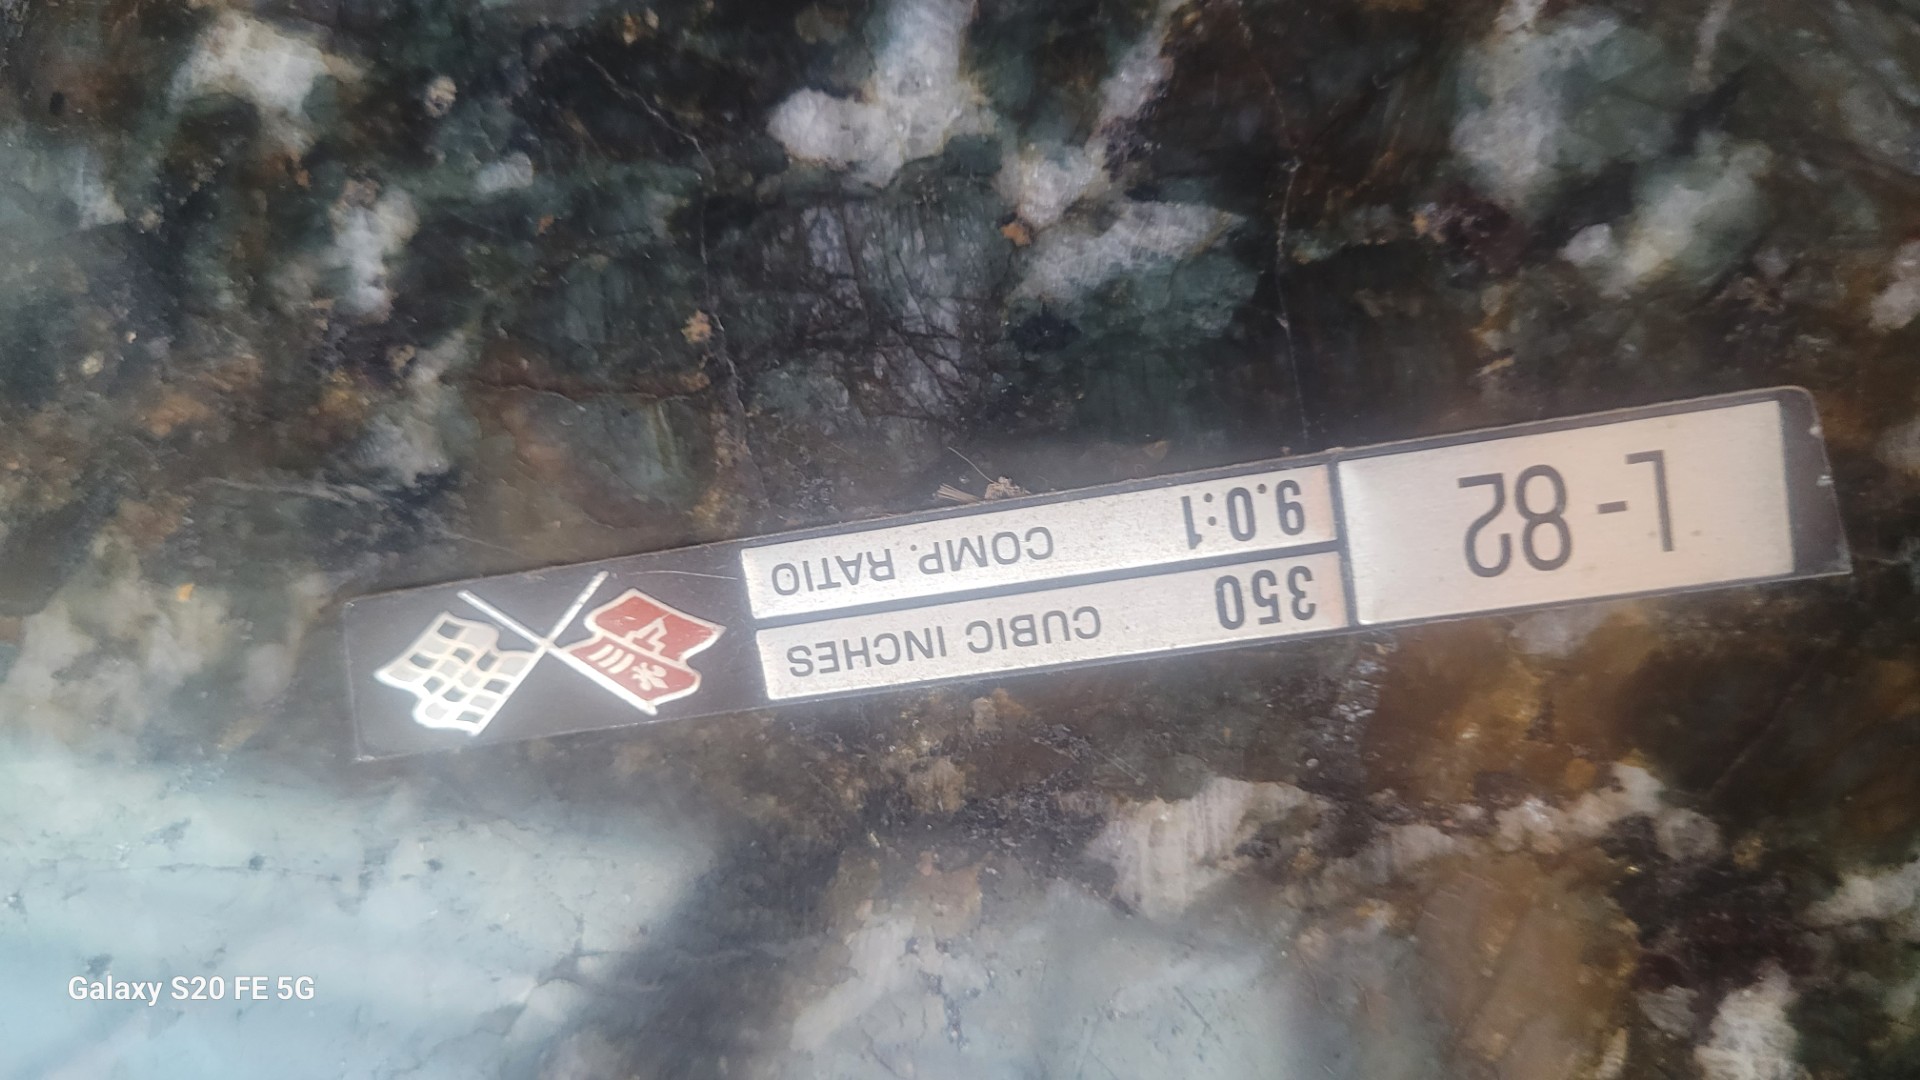 L-82
350 CUBIC INCHES
9.0:1 COMP. RATIO
Galaxy S20 FE 5G